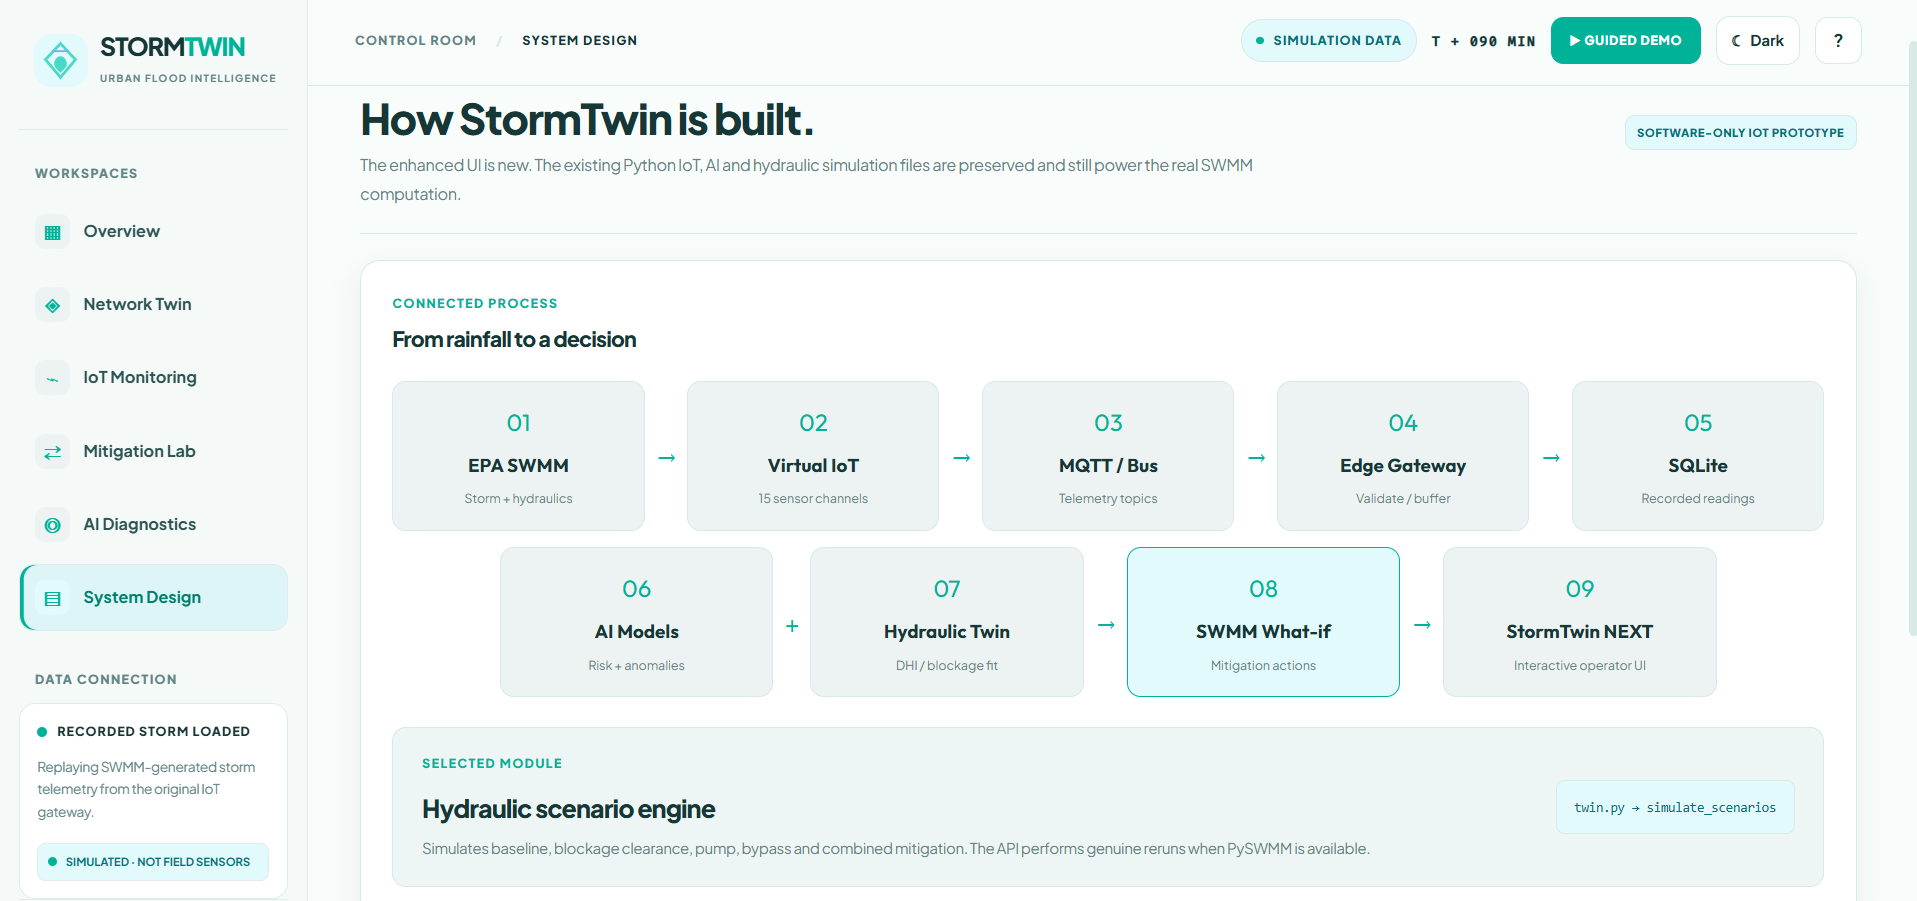 STORMTWIN
URBAN FLOOD INTELLIGENCE
WORKSPACES
Overview
Network Twin
IoT Monitoring
Mitigation Lab
AI Diagnostics
System Design
DATA CONNECTION
RECORDED STORM LOADED
Replaying SWMM-generated storm
telemetry from the original IoT
gateway.
SIMULATED · NOT FIELD SENSORS
CONTROL ROOM / SYSTEM DESIGN
SIMULATION DATA
T + 090 MIN
▶ GUIDED DEMO
☾ Dark
?
How StormTwin is built.
The enhanced UI is new. The existing Python IoT, AI and hydraulic simulation files are preserved and still power the real SWMM
computation.
SOFTWARE-ONLY IOT PROTOTYPE
CONNECTED PROCESS
From rainfall to a decision
01
EPA SWMM
Storm + hydraulics
→
02
Virtual IoT
15 sensor channels
→
03
MQTT / Bus
Telemetry topics
→
04
Edge Gateway
Validate / buffer
→
05
SQLite
Recorded readings
06
AI Models
Risk + anomalies
+
07
Hydraulic Twin
DHI / blockage fit
→
08
SWMM What-if
Mitigation actions
→
09
StormTwin NEXT
Interactive operator UI
SELECTED MODULE
Hydraulic scenario engine
Simulates baseline, blockage clearance, pump, bypass and combined mitigation. The API performs genuine reruns when PySWMM is available.
twin.py → simulate_scenarios